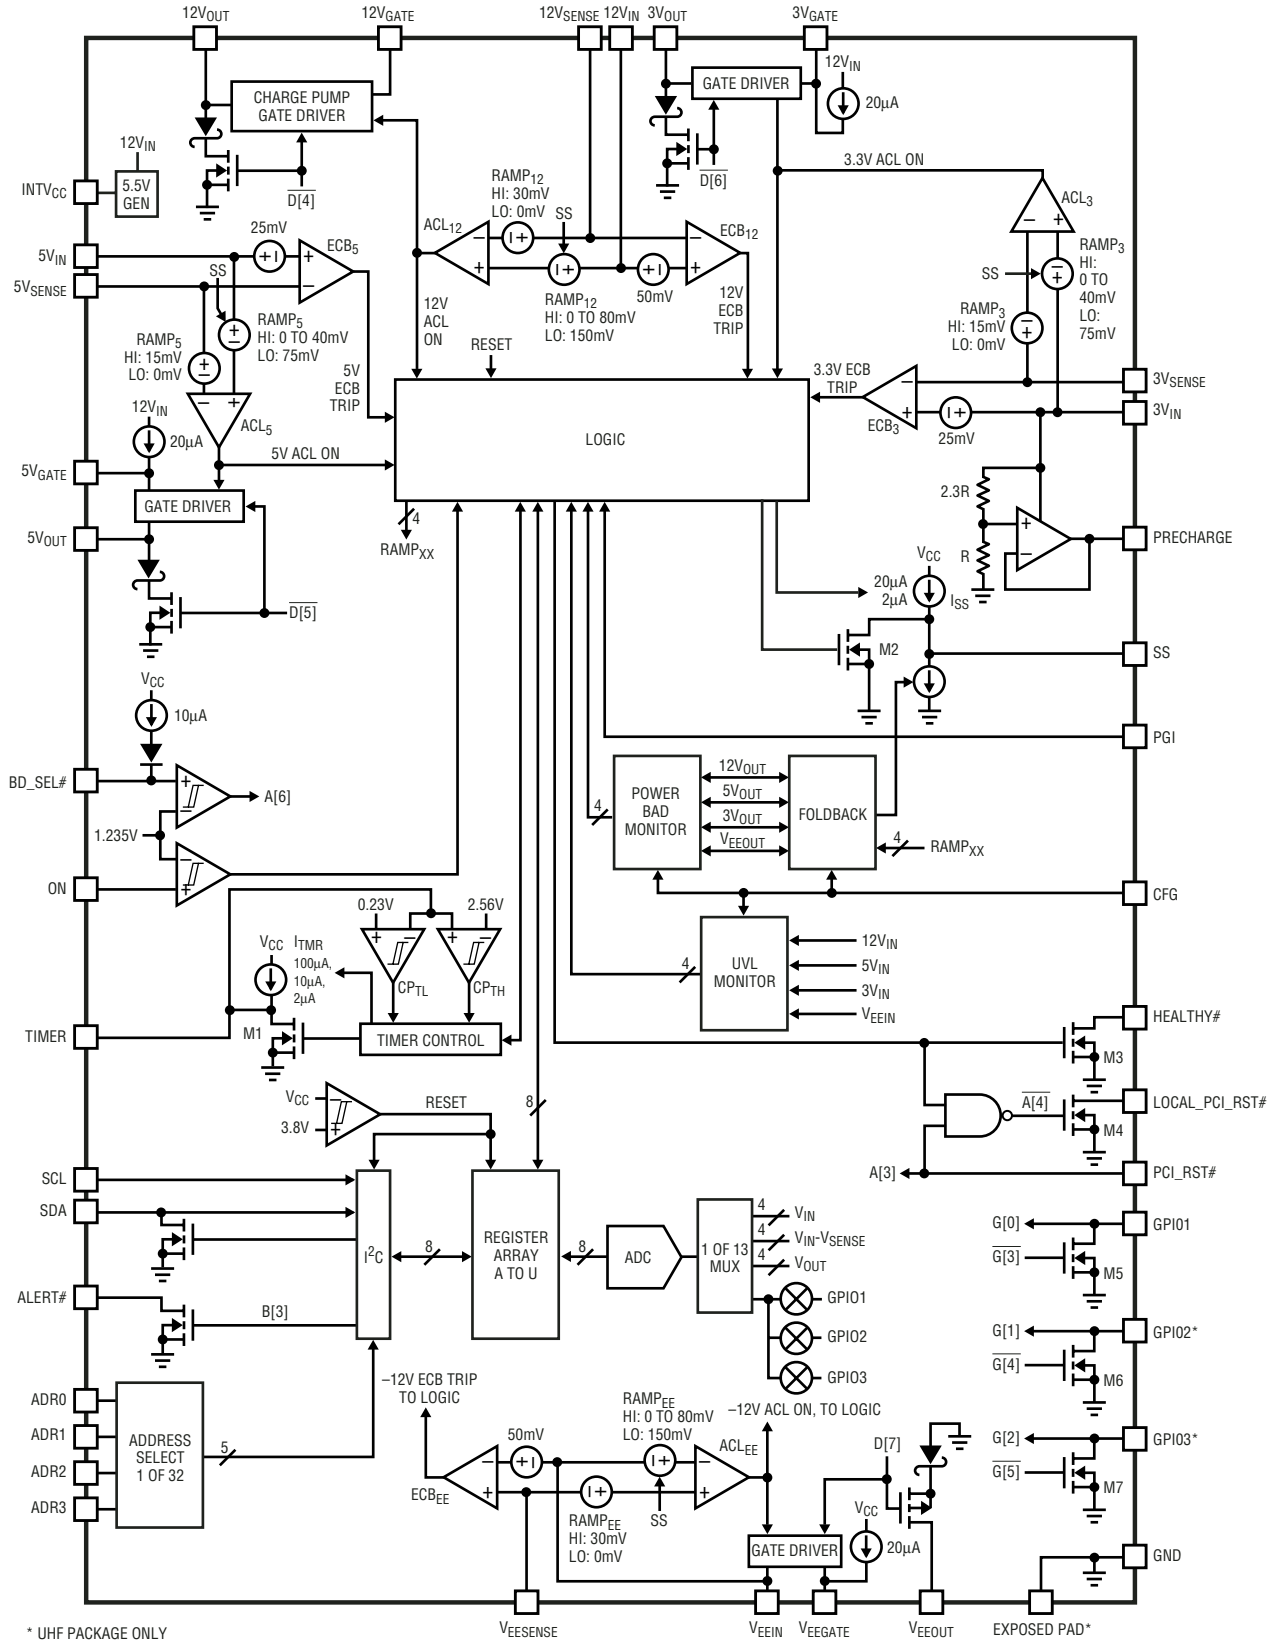 12VOUT
12VGATE
12VSENSE
12VIN
3VOUT
3VGATE
CHARGE PUMP
GATE DRIVER
GATE DRIVER
12VIN
20µA
12VIN
5.5V
GEN
INTVCC
D[4]
D[6]
3.3V ACL ON
RAMP12
HI: 30mV
LO: 0mV
SS
ACL12
ECB12
ACL3
25mV
ECB5
5VIN
SS
5VSENSE
RAMP5
HI: 0 TO 40mV
LO: 75mV
RAMP5
HI: 15mV
LO: 0mV
12V
ACL
ON
RAMP12
HI: 0 TO 80mV
LO: 150mV
50mV
12V
ECB
TRIP
SS
RAMP3
HI:
0 TO
40mV
LO:
75mV
RAMP3
HI: 15mV
LO: 0mV
RESET
5V
ECB
TRIP
3.3V ECB
TRIP
3VSENSE
3VIN
ECB3
25mV
12VIN
20µA
ACL5
5V ACL ON
LOGIC
5VGATE
GATE DRIVER
5VOUT
4
RAMPXX
2.3R
R
PRECHARGE
VCC
20µA
2µA
ISS
D[5]
M2
SS
VCC
10µA
PGI
BD_SEL#
A[6]
1.235V
ON
POWER
BAD
MONITOR
12VOUT
5VOUT
3VOUT
VEEOUT
FOLDBACK
4
4
RAMPXX
CFG
0.23V
2.56V
VCC
ITMR
100µA,
10µA,
2µA
CPTL
CPTH
UVL
MONITOR
4
12VIN
5VIN
3VIN
VEEIN
TIMER
M1
TIMER CONTROL
HEALTHY#
M3
VCC
3.8V
RESET
8
A[4]
LOCAL_PCI_RST#
M4
A[3]
PCI_RST#
SCL
SDA
I2C
8
REGISTER
ARRAY
A TO U
8
ADC
1 OF 13
MUX
4
VIN
4
VIN-VSENSE
4
VOUT
GPIO1
GPIO2
GPIO3
G[0]
GPIO1
G[3]
M5
ALERT#
B[3]
G[1]
GPIO2*
G[4]
M6
ADR0
ADR1
ADR2
ADR3
ADDRESS
SELECT
1 OF 32
5
–12V ECB TRIP
TO LOGIC
50mV
RAMPEE
HI: 0 TO 80mV
LO: 150mV
–12V ACL ON, TO LOGIC
ACLEE
ECBEE
RAMPEE
HI: 30mV
LO: 0mV
SS
D[7]
VCC
20µA
GATE DRIVER
G[2]
GPIO3*
G[5]
M7
GND
VEESENSE
VEEIN
VEEGATE
VEEOUT
EXPOSED PAD*
* UHF PACKAGE ONLY